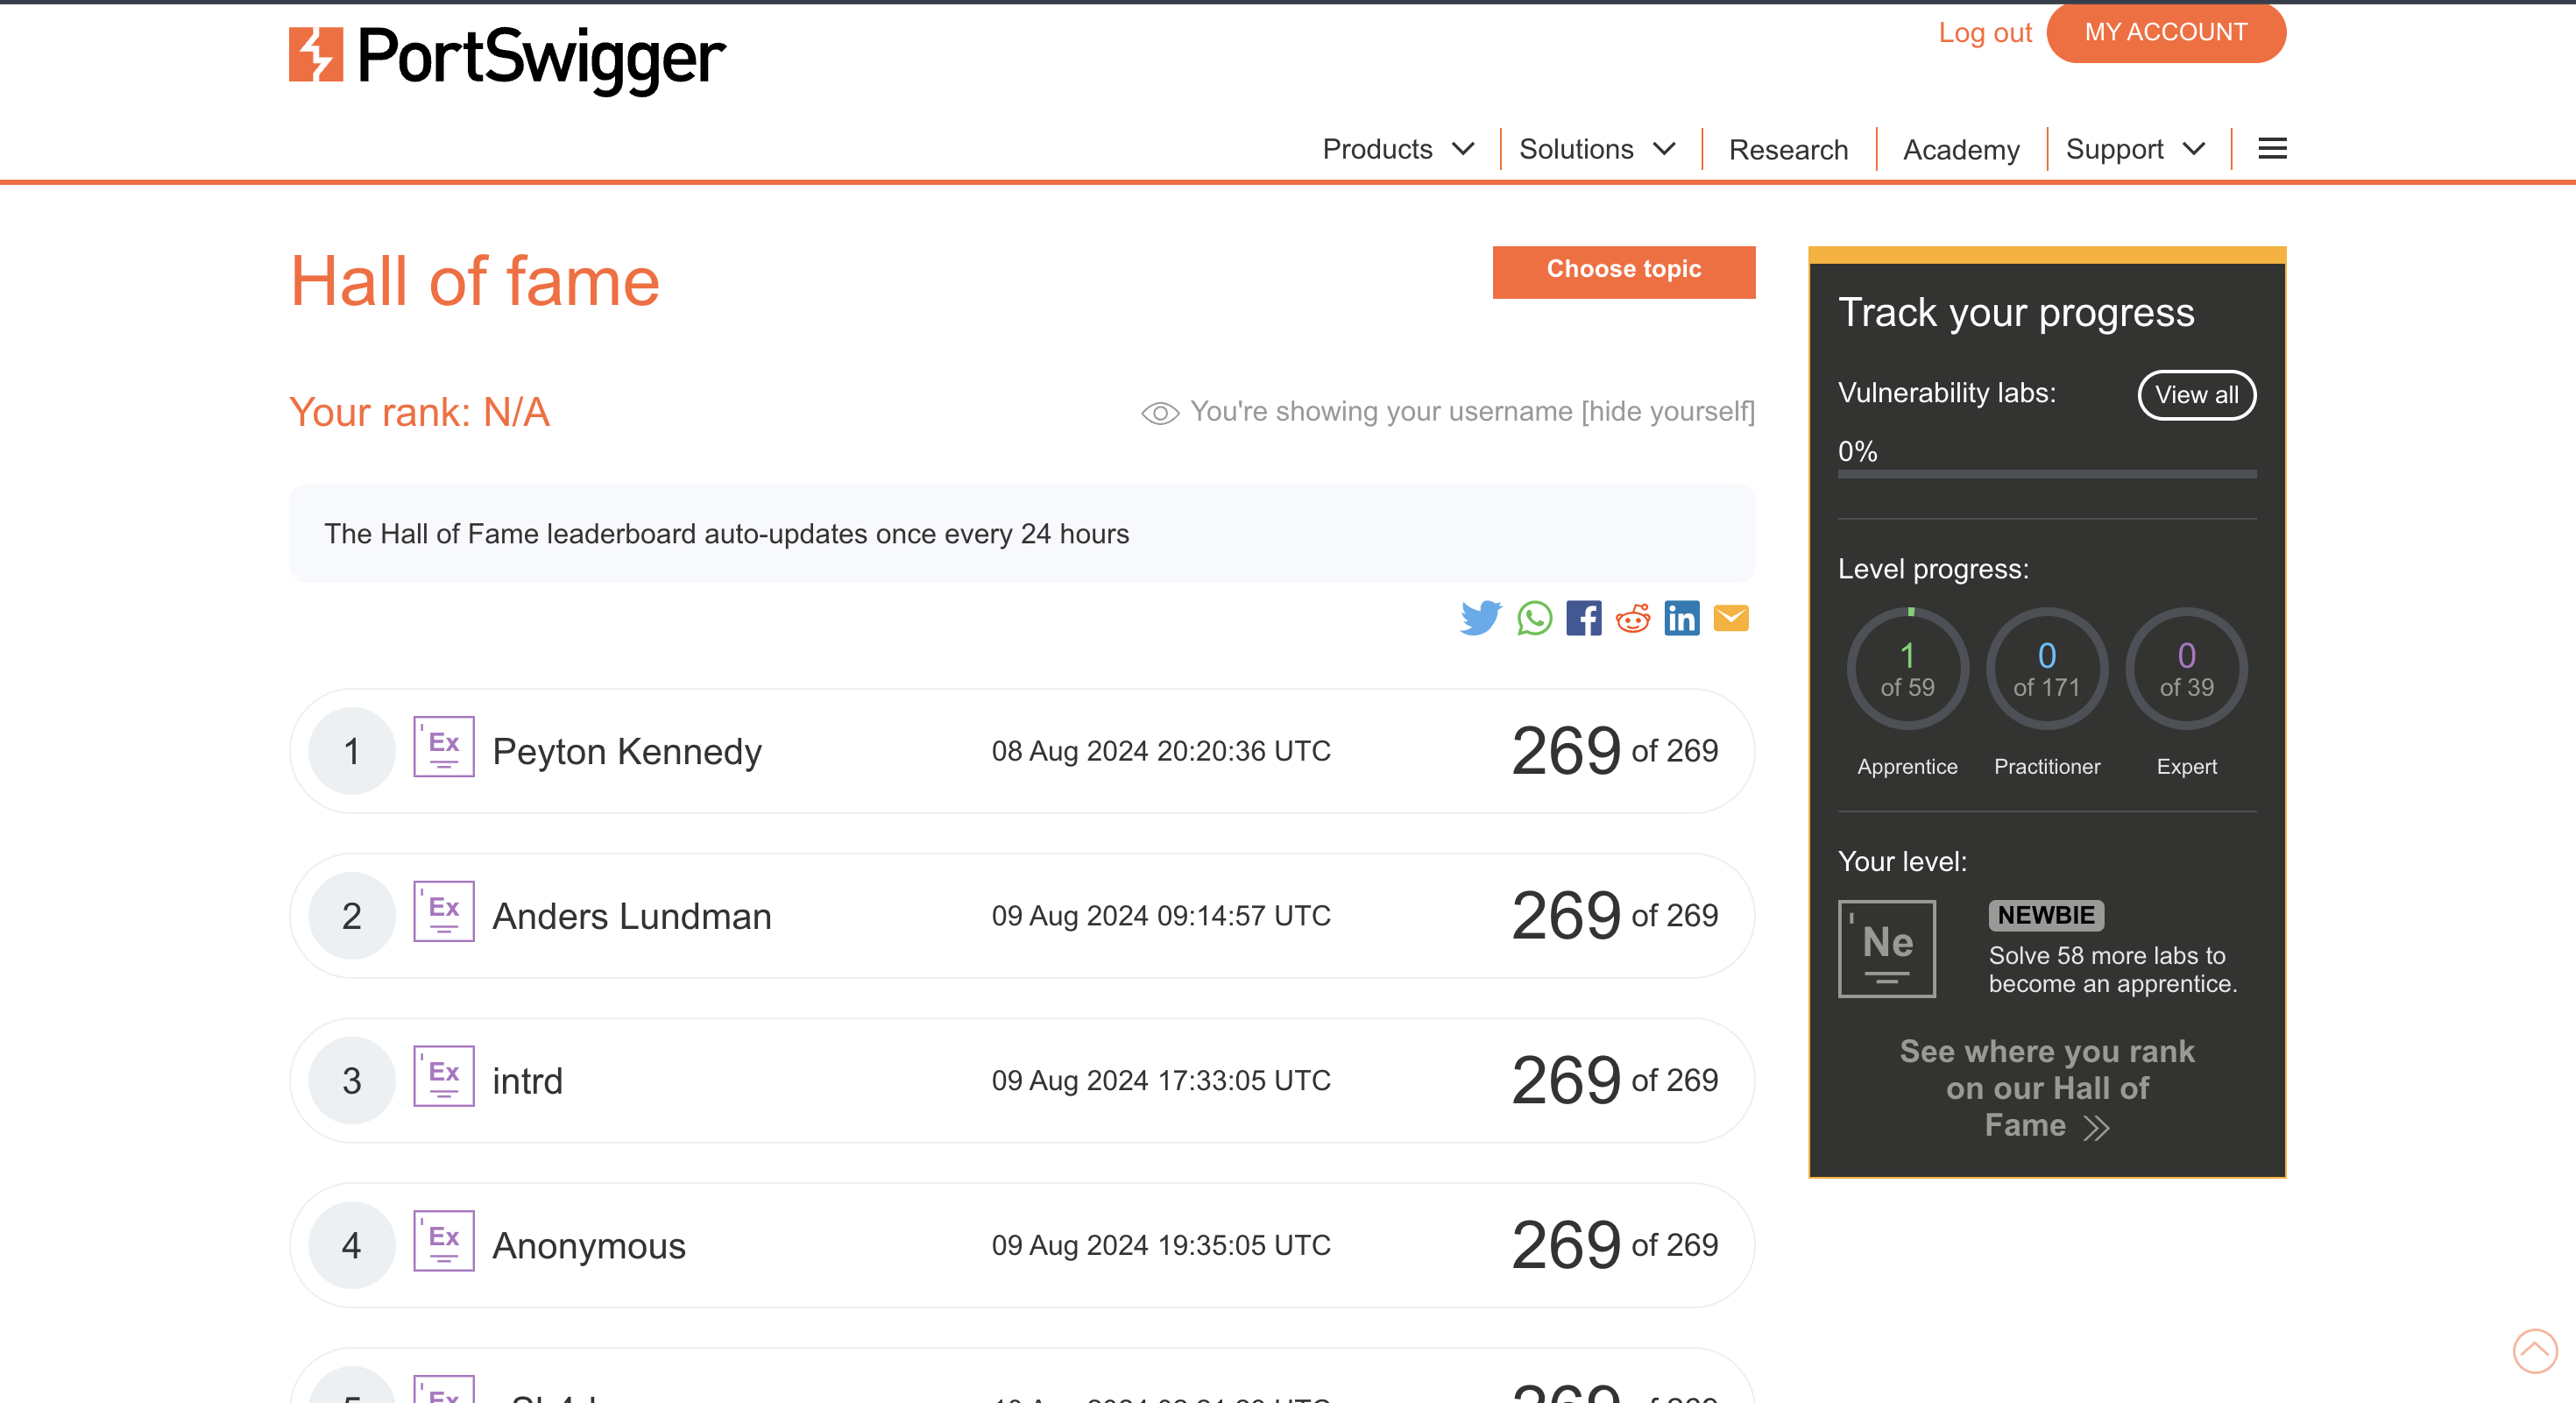 PortSwigger
Log out
MY ACCOUNT
Products
Solutions
Research
Academy
Support
Hall of fame
Choose topic
Your rank: N/A
You're showing your username [hide yourself]
The Hall of Fame leaderboard auto-updates once every 24 hours
1 Ex Peyton Kennedy 08 Aug 2024 20:20:36 UTC 269 of 269
2 Ex Anders Lundman 09 Aug 2024 09:14:57 UTC 269 of 269
3 Ex intrd 09 Aug 2024 17:33:05 UTC 269 of 269
4 Ex Anonymous 09 Aug 2024 19:35:05 UTC 269 of 269
Ex 269 of 269
Track your progress
Vulnerability labs:
View all
0%
Level progress:
1 of 59
0 of 171
0 of 39
Apprentice
Practitioner
Expert
Your level:
Ne
NEWBIE
Solve 58 more labs to
become an apprentice.
See where you rank
on our Hall of
Fame